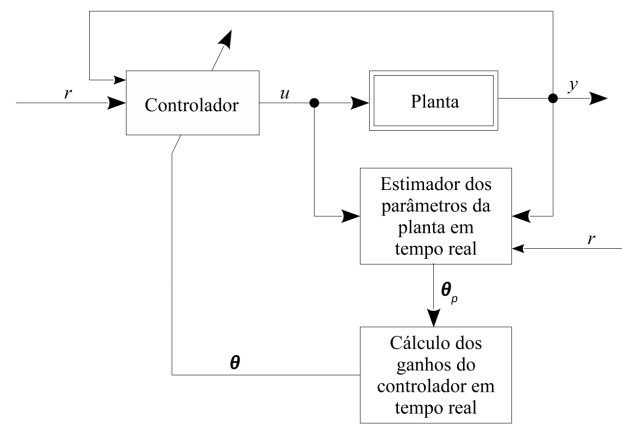 r
Controlador
u
Planta
y
Estimador dos
parâmetros da
planta em
tempo real
r
θp
Cálculo dos
ganhos do
controlador em
tempo real
θ